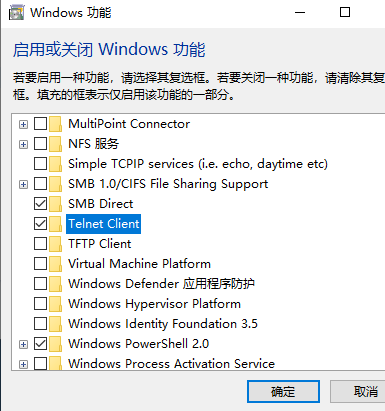 Windows 功能
启用或关闭 Windows 功能
若要启用一种功能，请选择其复选框。若要关闭一种功能，请清除其复
框。填充的框表示仅启用该功能的一部分。
MultiPoint Connector
NFS 服务
Simple TCPIP services (i.e. echo, daytime etc)
SMB 1.0/CIFS File Sharing Support
SMB Direct
Telnet Client
TFTP Client
Virtual Machine Platform
Windows Defender 应用程序防护
Windows Hypervisor Platform
Windows Identity Foundation 3.5
Windows PowerShell 2.0
Windows Process Activation Service
确定
取消